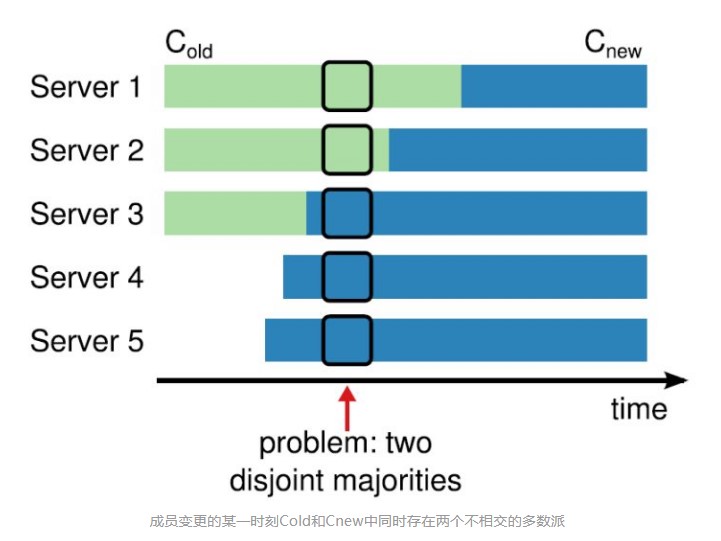 Cold
Cnew
Server 1
Server 2
Server 3
Server 4
Server 5
time
problem: two
disjoint majorities
成员变更的某一时刻Cold和Cnew中同时存在两个不相交的多数派